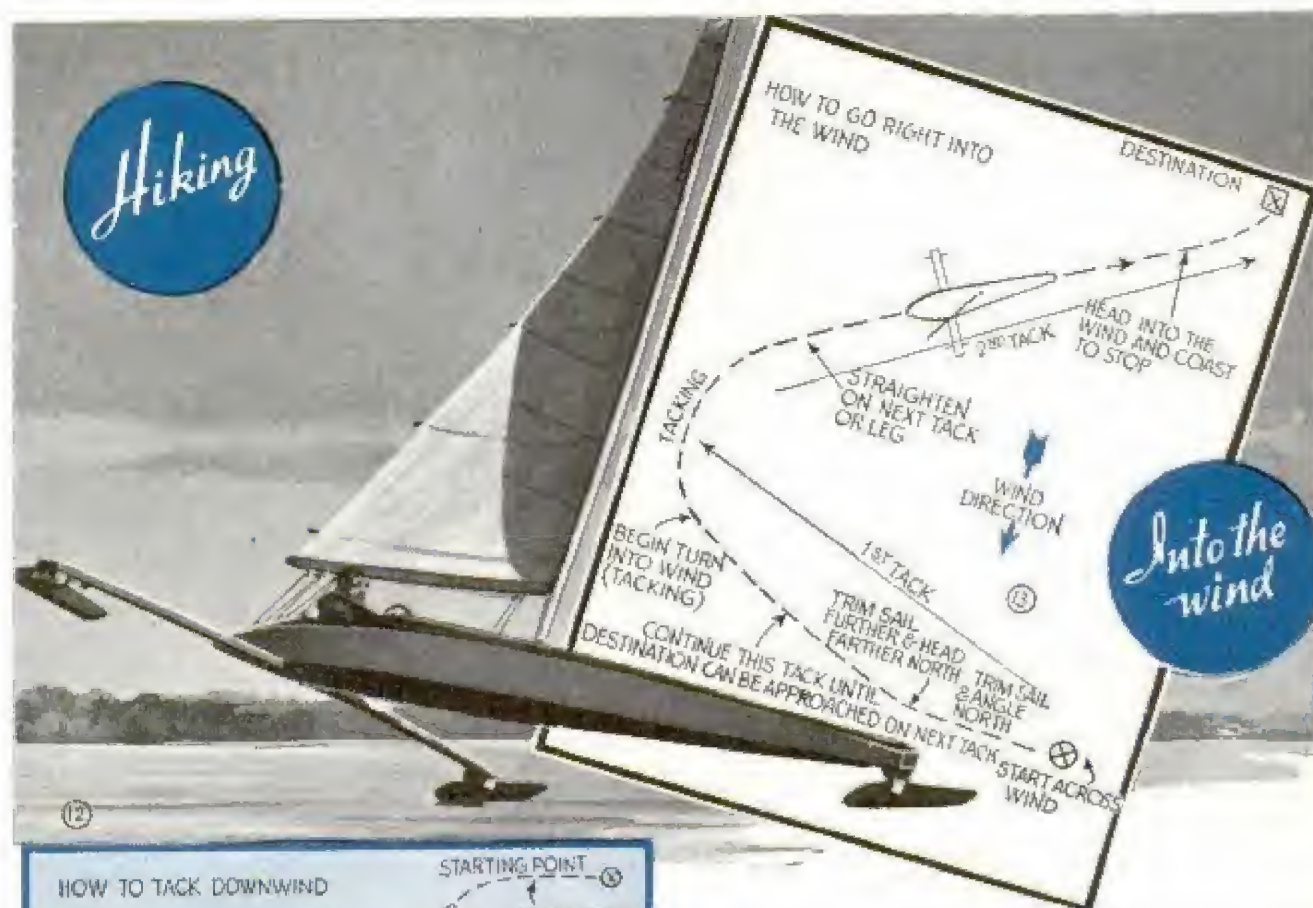 Hiking
HOW TO GO RIGHT INTO
THE WIND
DESTINATION
X
HEAD INTO THE
WIND AND COAST
TO STOP
2ND TACK
STRAIGHTEN
ON NEXT TACK
OR LEG
TACKING
WIND
DIRECTION
13
Into the
wind
BEGIN TURN
INTO WIND
(TACKING)
1ST TACK
TRIM SAIL
FURTHER & HEAD
FARTHER NORTH
TRIM SAIL
& ANGLE
NORTH
CONTINUE THIS TACK UNTIL
DESTINATION CAN BE APPROACHED ON NEXT TACK
START ACROSS
WIND
12
HOW TO TACK DOWNWIND
STARTING POINT